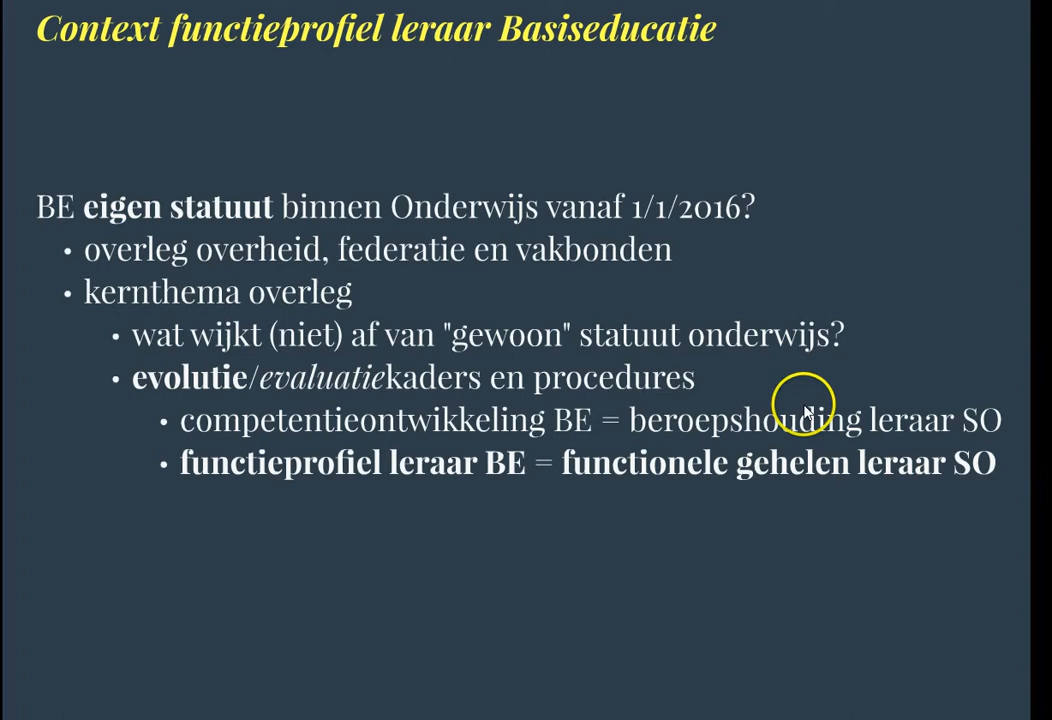 Context functieprofiel leraar Basiseducatie
BE eigen statuut binnen Onderwijs vanaf 1/1/2016?
• overleg overheid, federatie en vakbonden
• kernthema overleg
• wat wijkt (niet) af van "gewoon" statuut onderwijs?
• evolutie/evaluatiekaders en procedures
• competentieontwikkeling BE = beroepshouding leraar SO
• functieprofiel leraar BE = functionele gehelen leraar SO